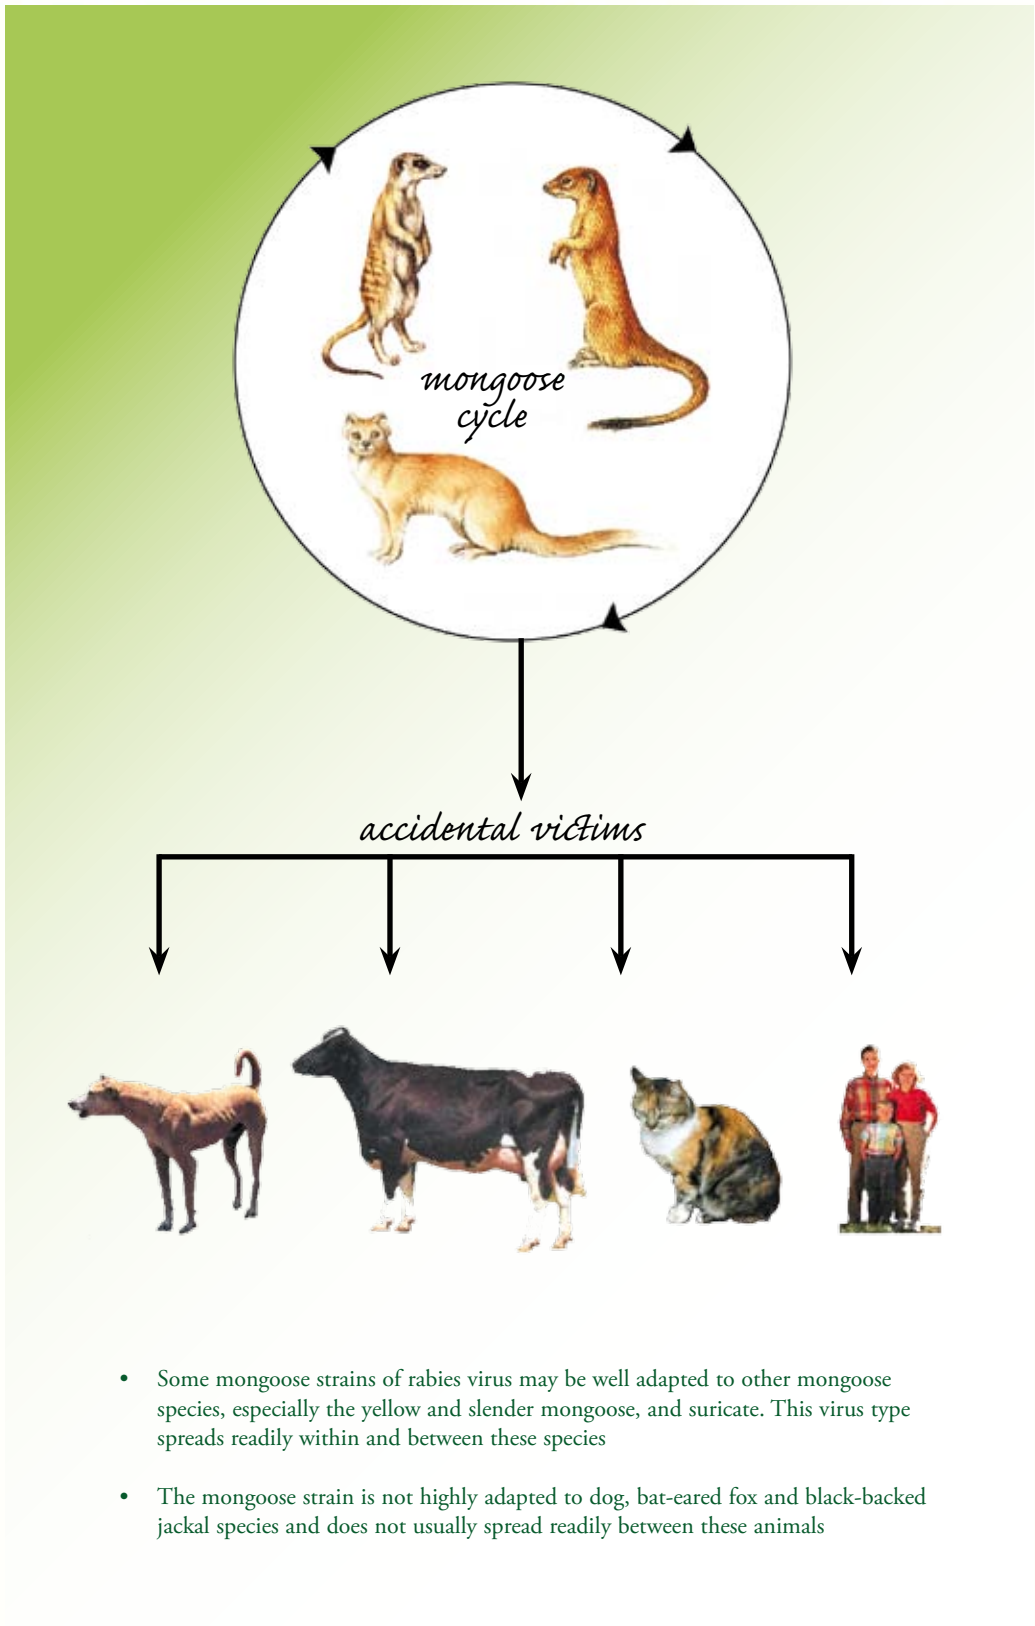 mongoose
cycle
accidental victims
• Some mongoose strains of rabies virus may be well adapted to other mongoose
species, especially the yellow and slender mongoose, and suricate. This virus type
spreads readily within and between these species
• The mongoose strain is not highly adapted to dog, bat-eared fox and black-backed
jackal species and does not usually spread readily between these animals